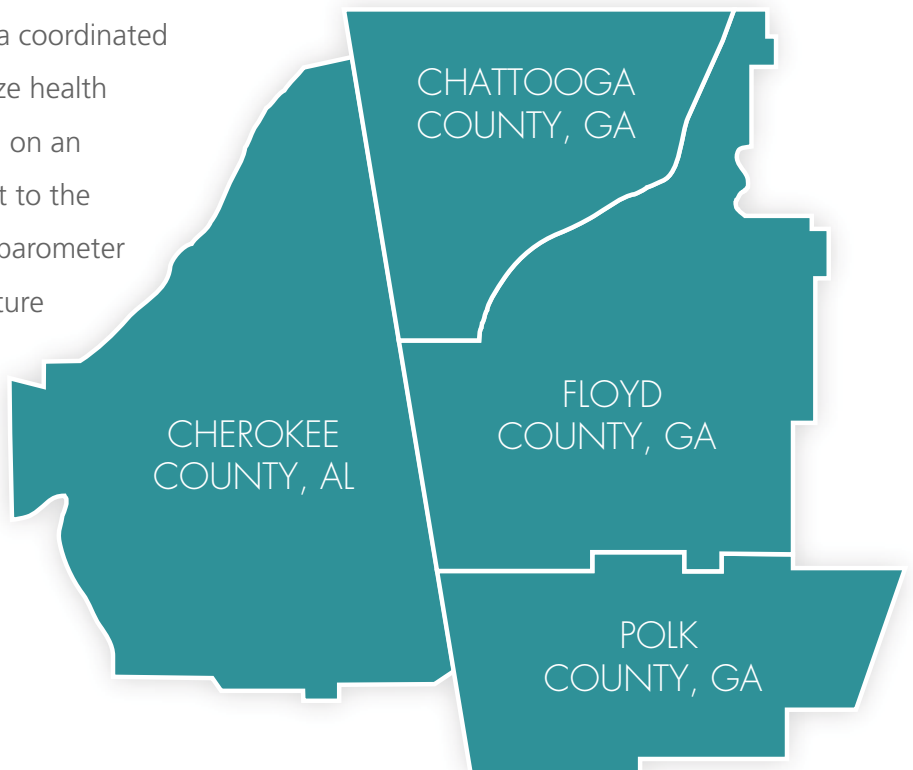 a coordinated
ze health
on an
t to the
barometer
ture
CHATTOOGA
COUNTY, GA
FLOYD
COUNTY, GA
CHEROKEE
COUNTY, AL
POLK
COUNTY, GA